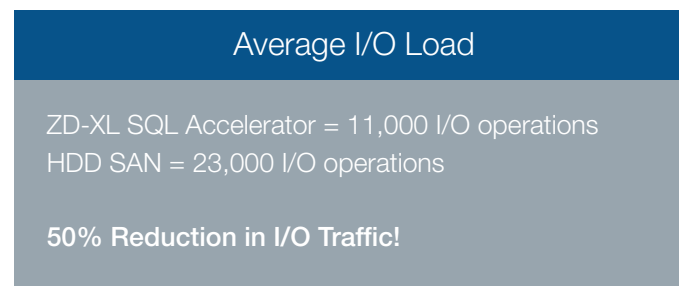 Average I/O Load
ZD-XL SQL Accelerator = 11,000 I/O operations
HDD SAN = 23,000 I/O operations
50% Reduction in I/O Traffic!